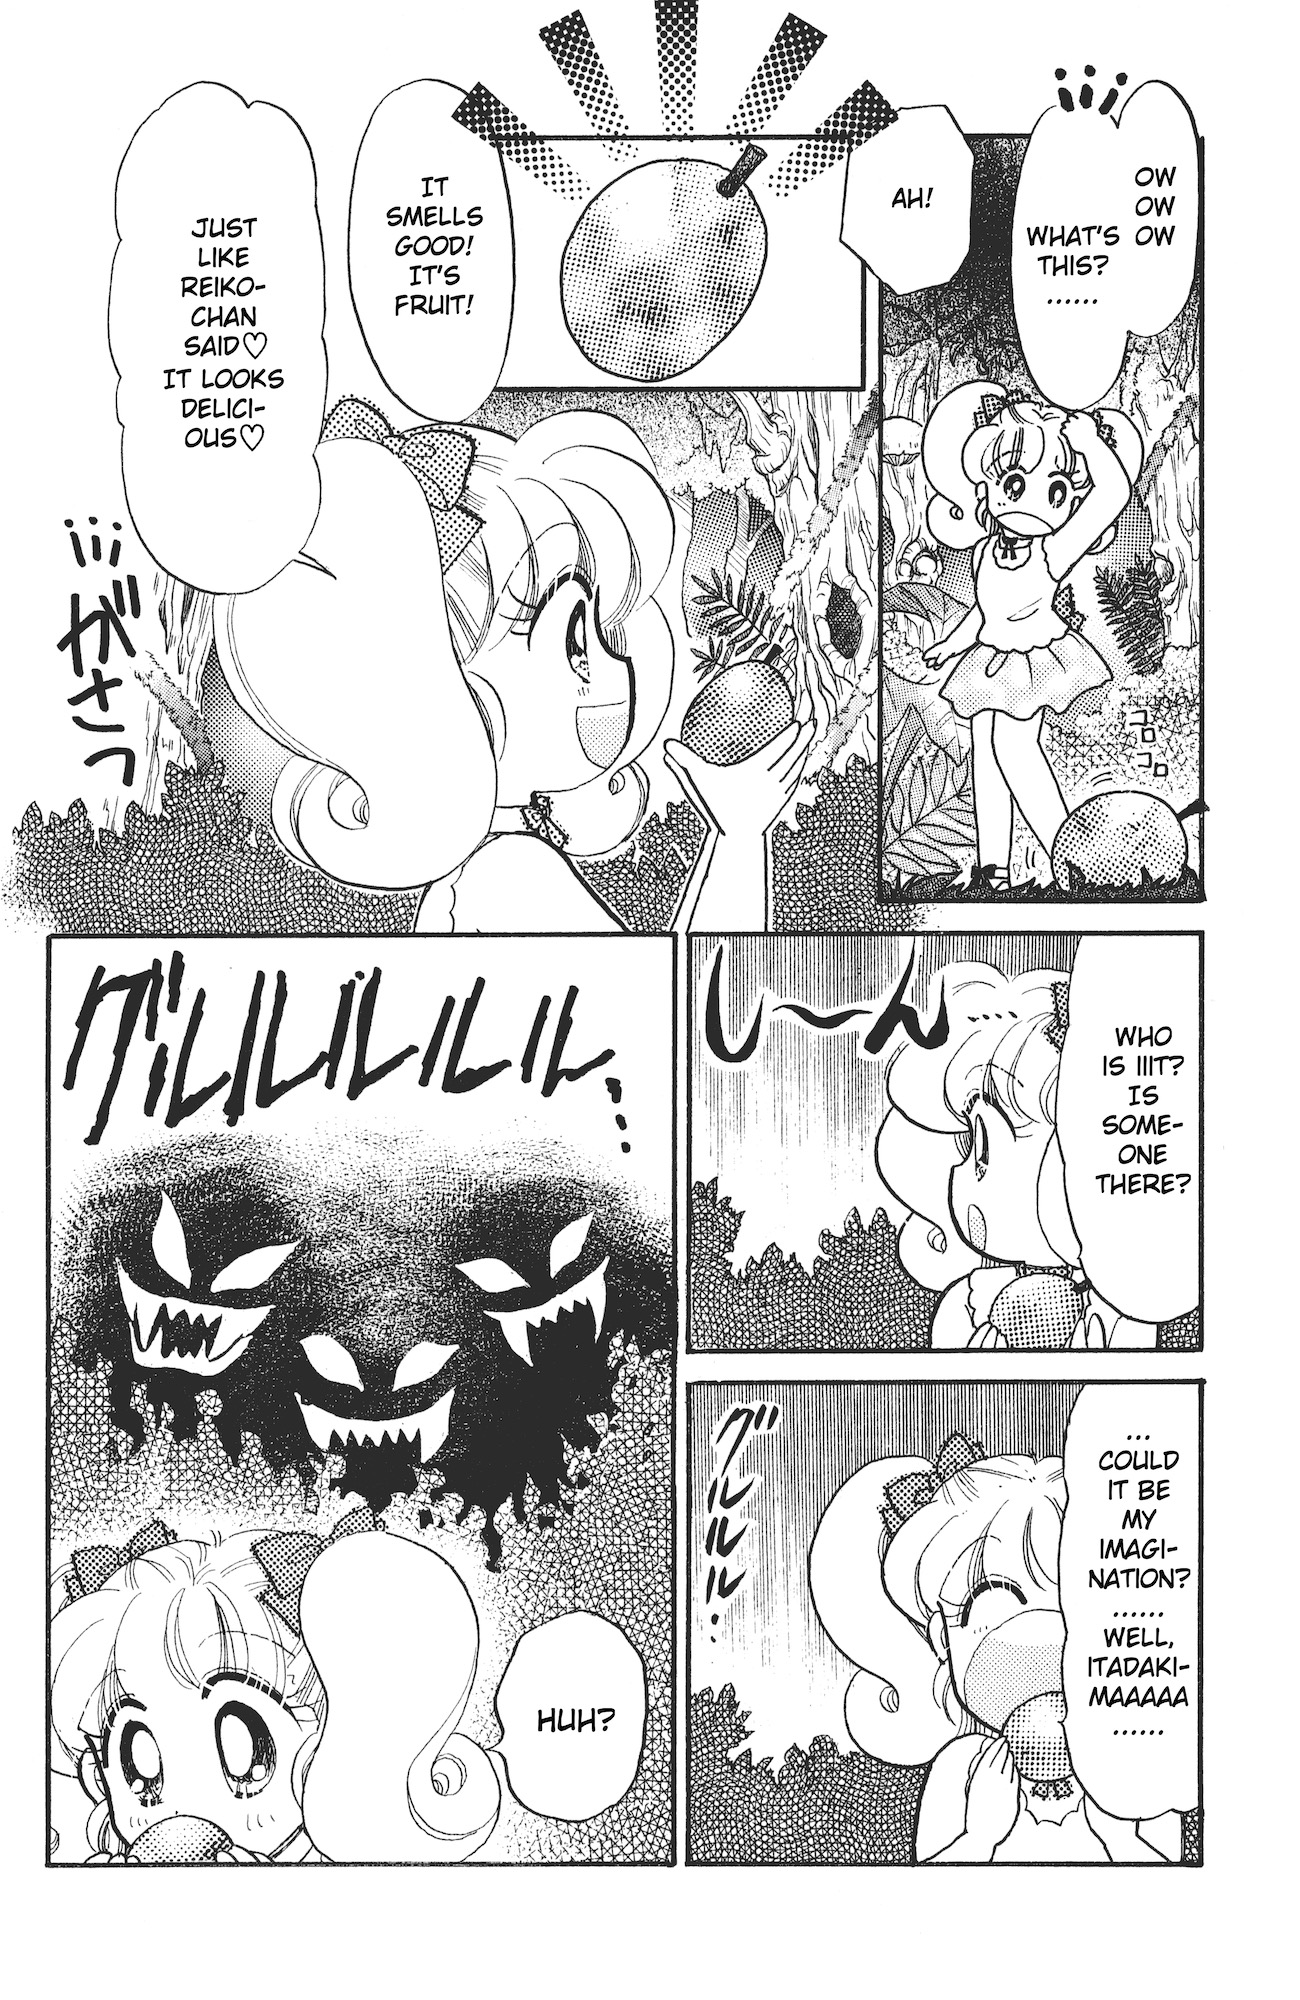 OW
OW
OW
WHAT'S
THIS?
......
コロ
コロ
AH!
IT
SMELLS
GOOD!
IT'S
FRUIT!
JUST
LIKE
REIKO-
CHAN
SAID♡
IT LOOKS
DELICI-
OUS♡
がさっ
WHO
IS IIIT?
IS
SOME-
ONE
THERE?
し〜ん
.....
...
COULD
IT BE
MY
IMAGI-
NATION?
......
WELL,
ITADAKI-
MAAAAA
......
グルルルル.
グルルルルルル...
HUH?